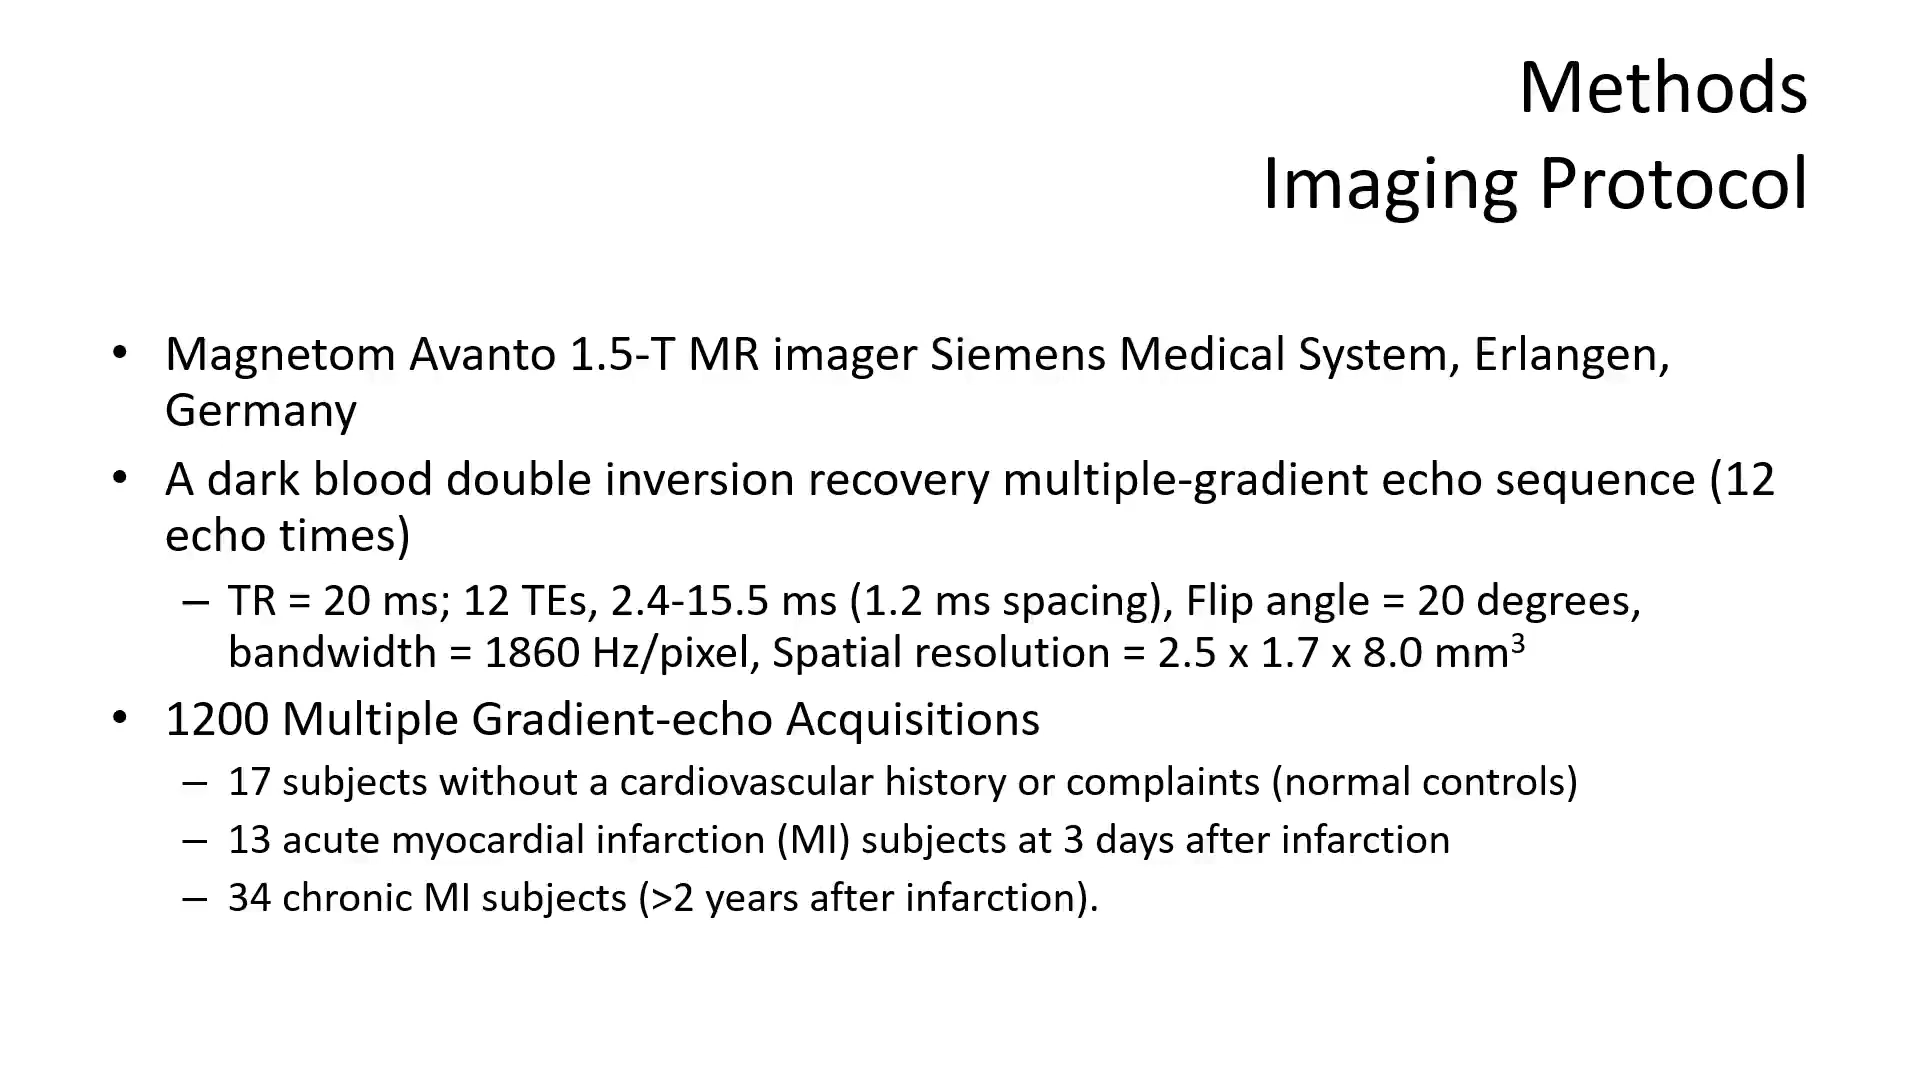 Methods
Imaging Protocol
• Magnetom Avanto 1.5-T MR imager Siemens Medical System, Erlangen,
Germany
• A dark blood double inversion recovery multiple-gradient echo sequence (12
echo times)
– TR = 20 ms; 12 TEs, 2.4-15.5 ms (1.2 ms spacing), Flip angle = 20 degrees,
bandwidth = 1860 Hz/pixel, Spatial resolution = 2.5 x 1.7 x 8.0 mm³
• 1200 Multiple Gradient-echo Acquisitions
– 17 subjects without a cardiovascular history or complaints (normal controls)
– 13 acute myocardial infarction (MI) subjects at 3 days after infarction
– 34 chronic MI subjects (>2 years after infarction).